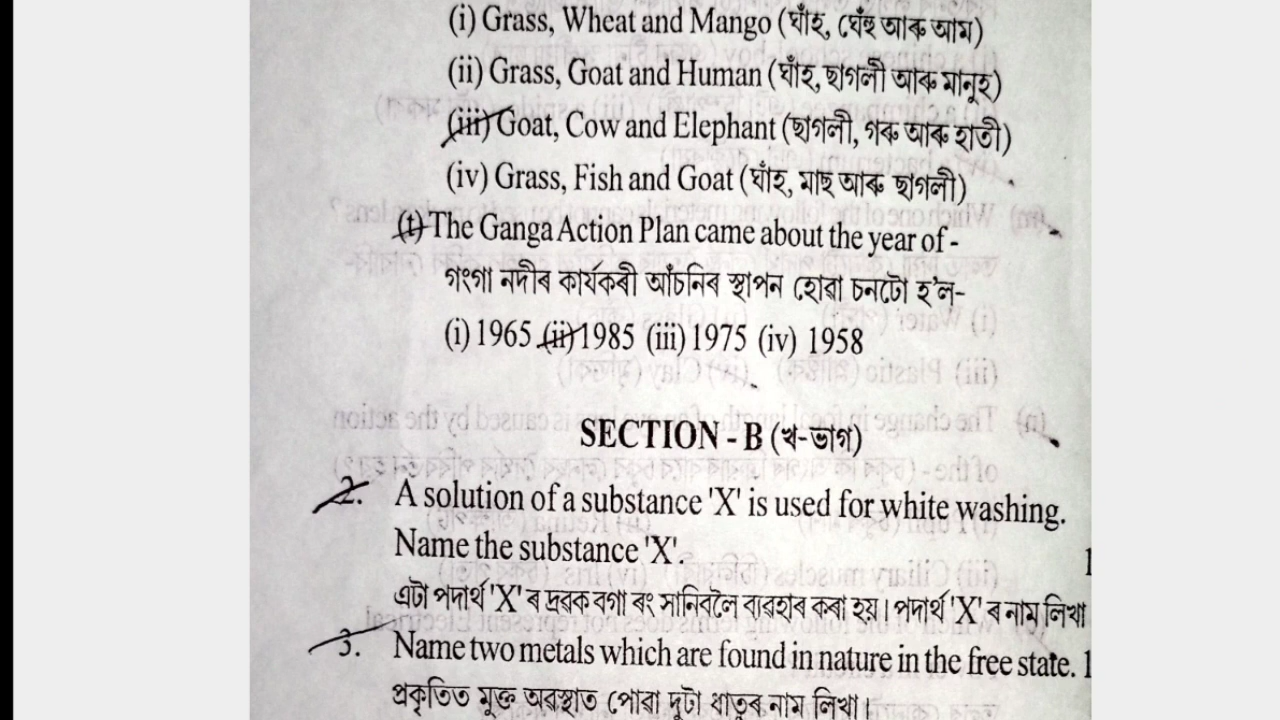 (i) Grass, Wheat and Mango (ঘাঁহ, ঘেঁহু আৰু আম)
(ii) Grass, Goat and Human (ঘাঁহ, ছাগলী আৰু মানুহ)
(iii) Goat, Cow and Elephant (ছাগলী, গৰু আৰু হাতী)
(iv) Grass, Fish and Goat (ঘাঁহ, মাছ আৰু ছাগলী)
(t) The Ganga Action Plan came about the year of -
গংগা নদীৰ কাৰ্যকৰী আঁচনিৰ স্থাপন হোৱা চনটো হ'ল-
(i) 1965 (ii) 1985 (iii) 1975 (iv) 1958
SECTION - B (খ-ভাগ)
2. A solution of a substance 'X' is used for white washing.
Name the substance 'X'. 1
এটা পদাৰ্থ 'X' ৰ দ্ৰৱক বগা ৰং সানিবলৈ ব্যৱহাৰ কৰা হয়। পদাৰ্থ 'X' ৰ নাম লিখা
3. Name two metals which are found in nature in the free state. 1
প্ৰকৃতিত মুক্ত অৱস্থাত পোৱা দুটা ধাতুৰ নাম লিখা।